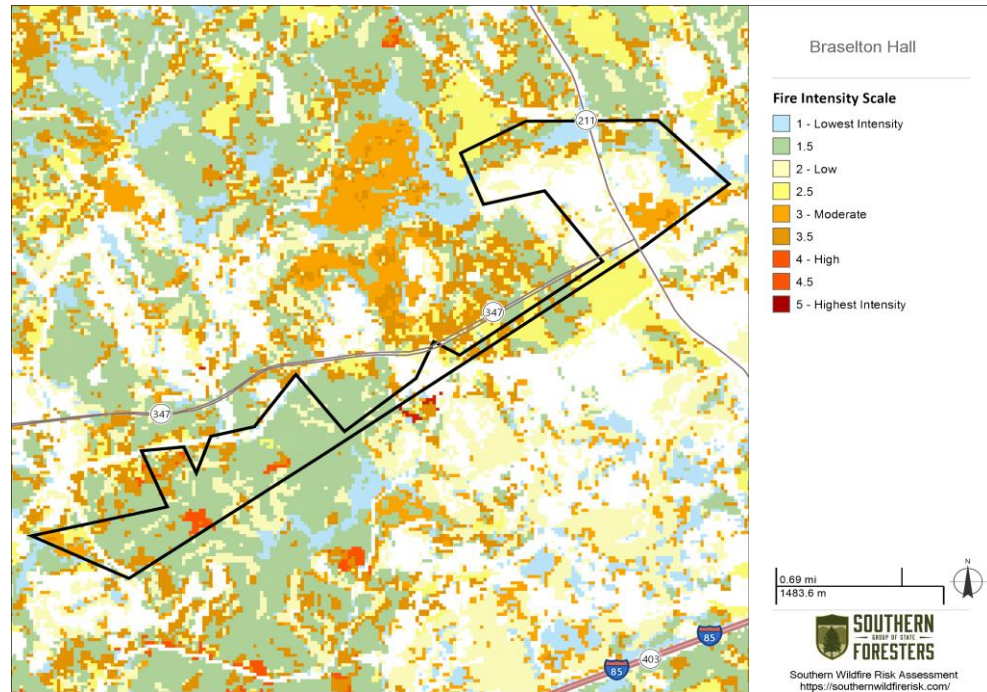 Braselton Hall
Fire Intensity Scale
1 - Lowest Intensity
1.5
2 - Low
2.5
3 - Moderate
3.5
4 - High
4.5
5 - Highest Intensity
211
347
347
85
403
85
0.69 mi
1483.6 m
N
SOUTHERN
GROUP OF STATE
FORESTERS
Southern Wildfire Risk Assessment
https://southernwildfirerisk.com/